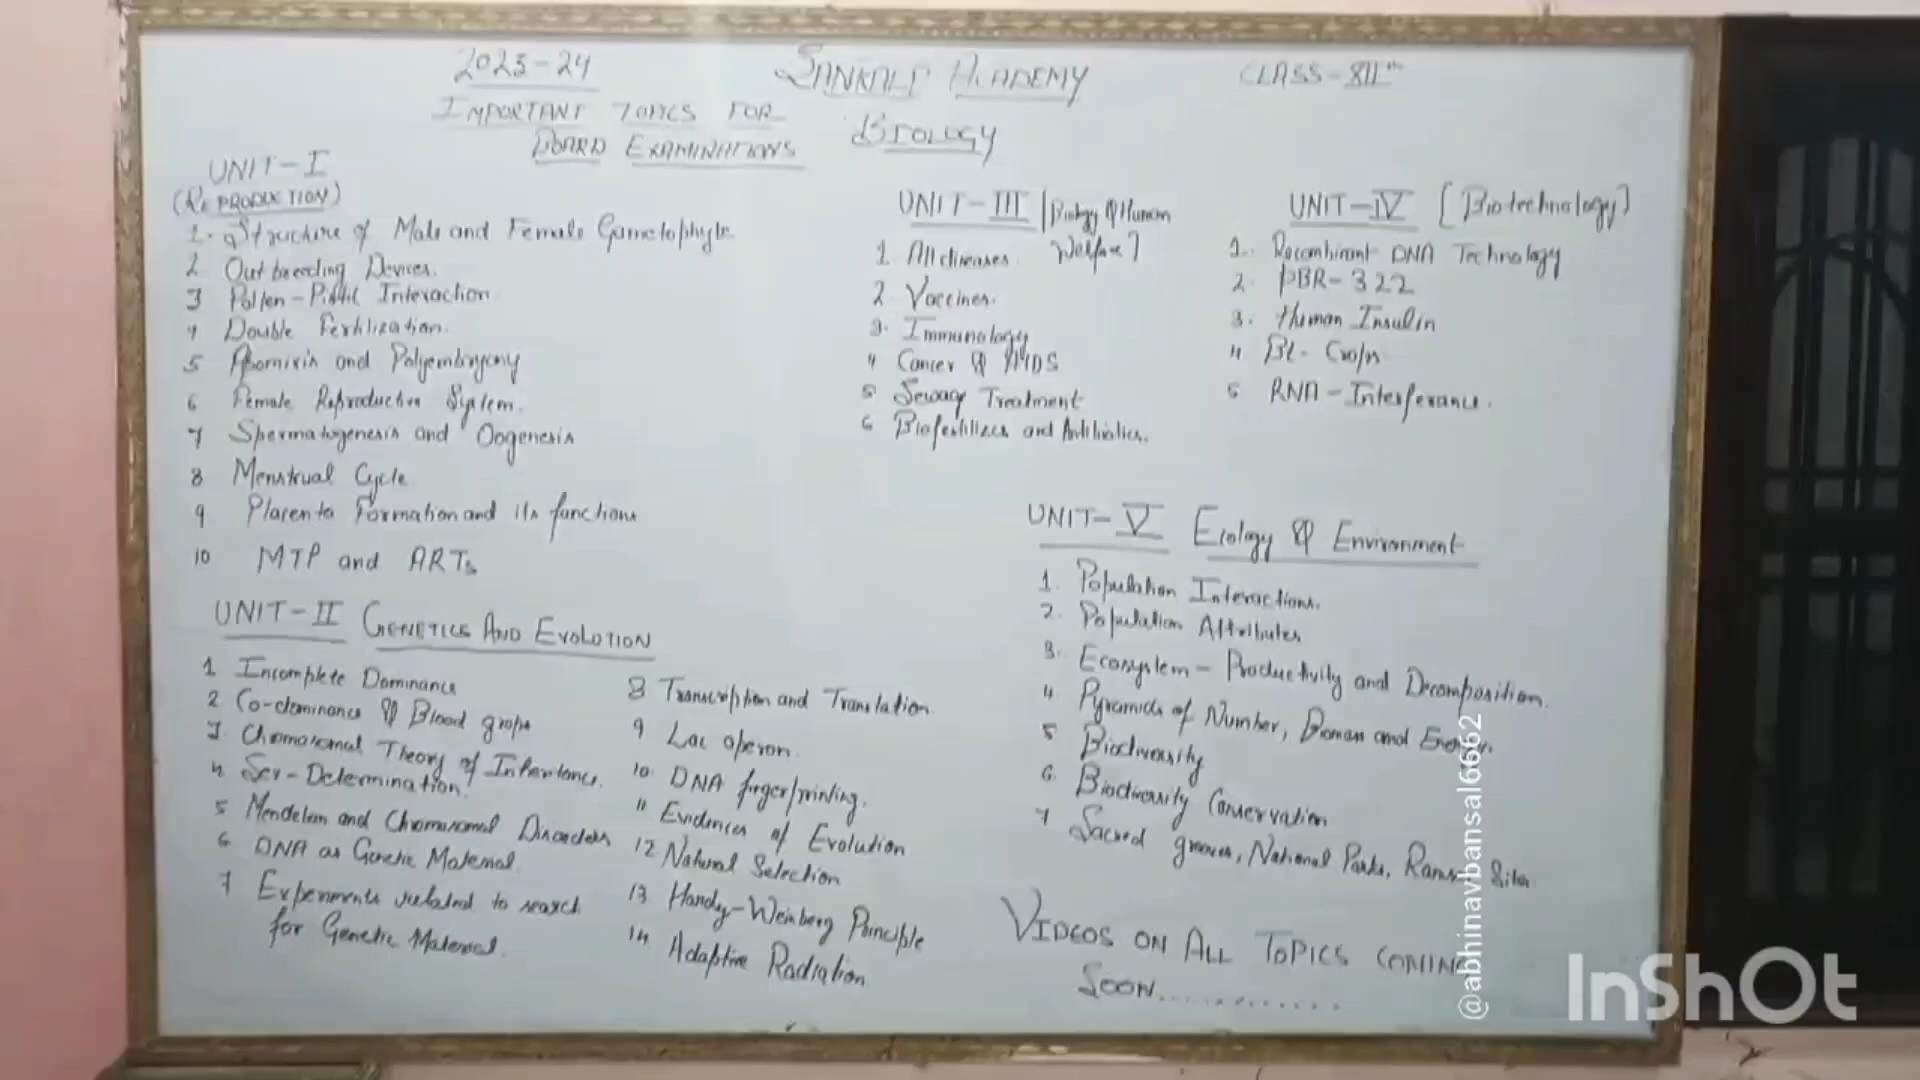 2023-24
SANKALP ACADEMY
CLASS-XIIth
IMPORTANT TOPICS FOR
BOARD EXAMINATIONS
BIOLOGY
UNIT-I
(REPRODUCTION)
1. Structure of Male and Female Gametophyte
2 Outbreeding Devices.
3 Pollen-Pistil Interaction
4 Double Fertilization.
5 Apomixis and Polyembryony
6 Female Reproductive System.
7 Spermatogenesis and Oogenesis
8 Menstrual Cycle
9 Placenta Formation and its functions
10 MTP and ARTs
UNIT-II GENETICS AND EVOLUTION
1 Incomplete Dominance
2 Co-dominance & Blood grops
3. Chomosomal Theory of Inheritance.
4 Sex-Determination.
5 Mendelian and Chomosomal Disorders
6 DNA as Genetic Material
7 Experiments related to search
for Genetic Material.
8 Transcription and Translation.
9 Lac operon.
10. DNA fingerprinting.
11 Evidences of Evolution
12 Natural Selection
13 Hardy-Weinberg Principle
14 Adaptive Radiation
UNIT-III [Biology & Human
Welfare]
1 All diseases
2 Vaccines.
3. Immunology
4 Cancer & AIDS
5 Sewage Treatment
6 Biofertilizers and Antibiotics.
UNIT-IV [Biotechnology]
1. Recombinant DNA Technology
2. PBR-322
3. Human Insulin
4 Bt-Crops
5 RNA-Interferance.
UNIT-V Ecology & Environment
1. Population Interactions.
2. Population Attributes
3. Ecosystem-Productivity and Decomposition.
4 Pyramids of Number, Biomass and Energy.
5 Biodiversity
6. Biodiversity Conservation
7 Sacred grooves, National Parks, Ramsar Sites
VIDEOS ON ALL TOPICS COMING
SOON.............
@abhinavbansal6662
InShOt